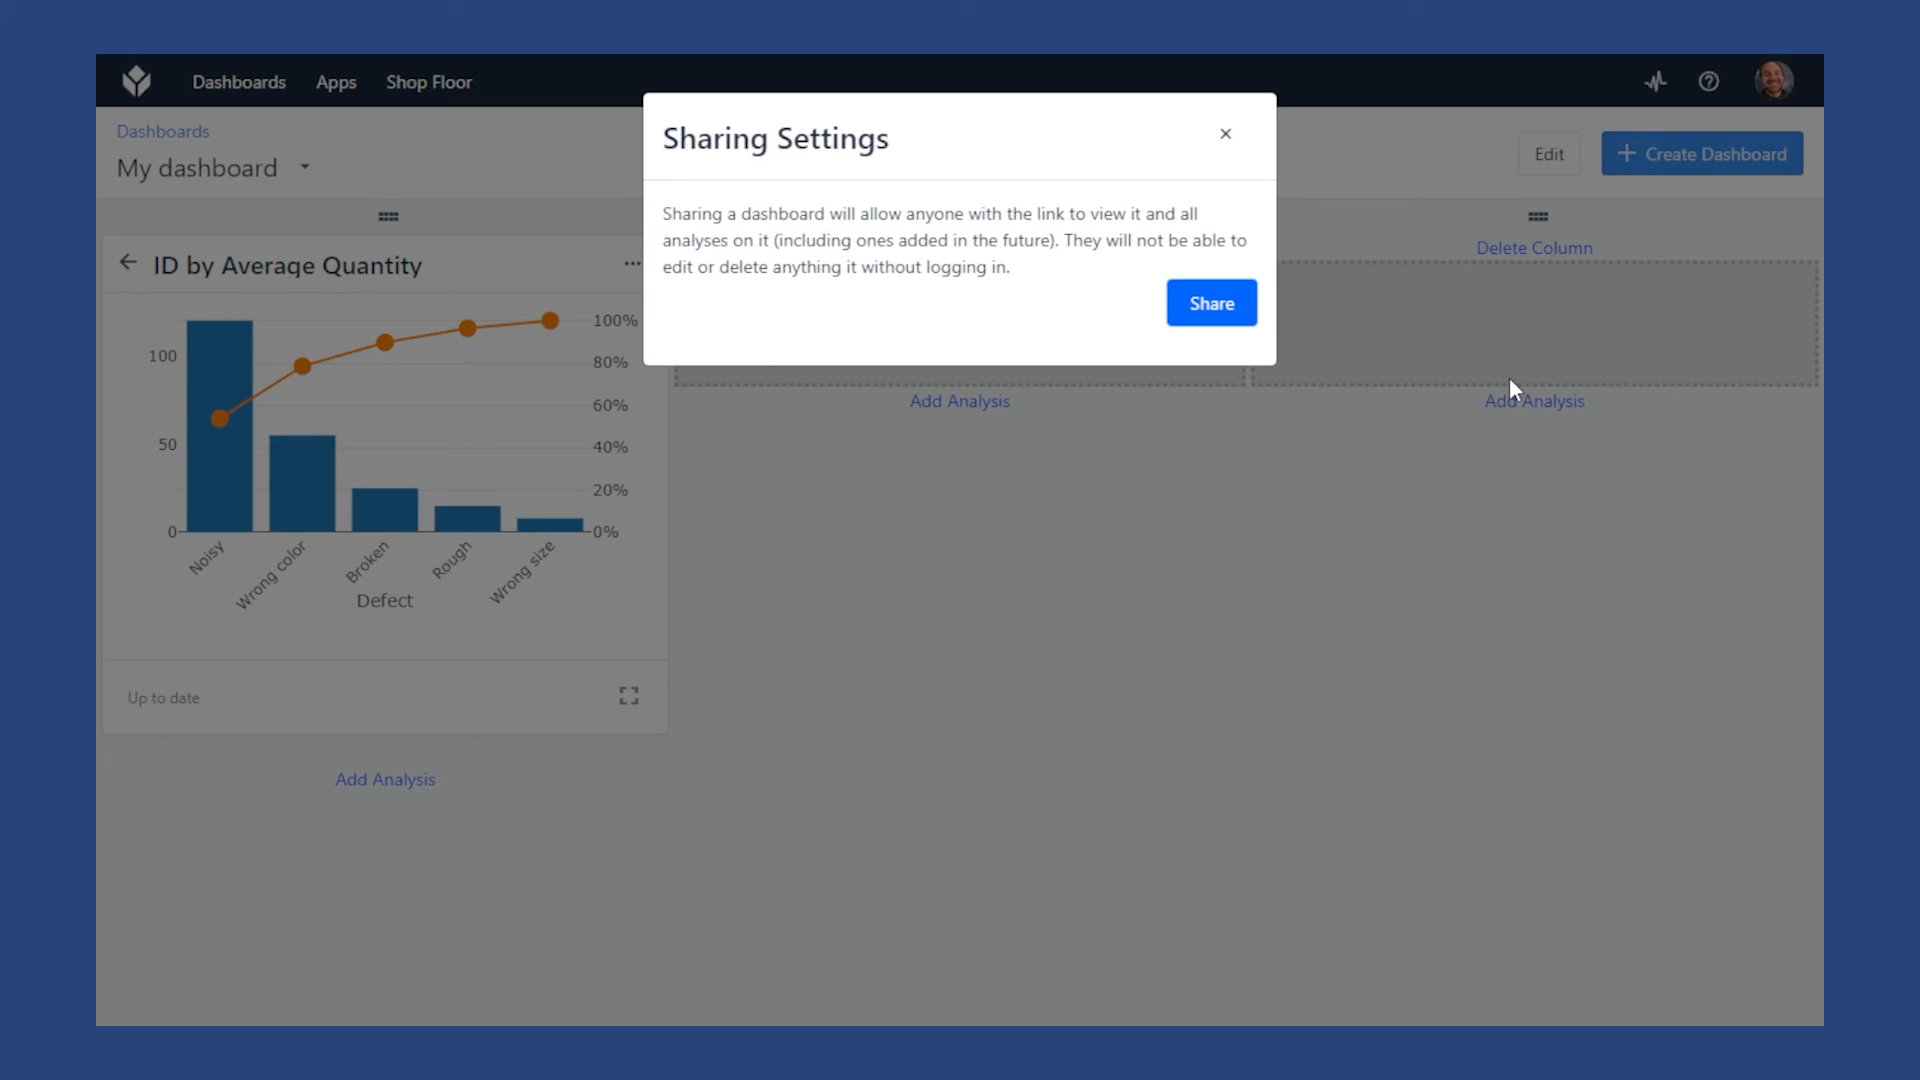 Dashboards Apps Shop Floor
Dashboards
My dashboard
Edit
Create Dashboard
Sharing Settings
Sharing a dashboard will allow anyone with the link to view it and all
analyses on it (including ones added in the future). They will not be able to
edit or delete anything it without logging in.
Share
ID by Average Quantity
100
50
0
100%
80%
60%
40%
20%
0%
Noisy
Wrong color
Broken
Rough
Wrong size
Defect
Up to date
Add Analysis
Add Analysis
Delete Column
Add Analysis